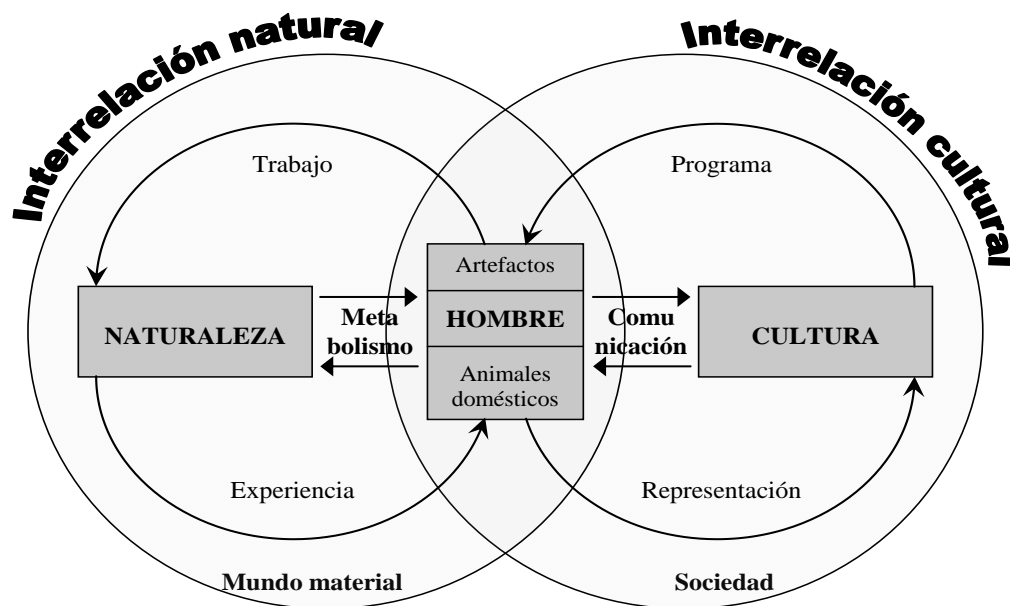 Interrelación natural
Interrelación cultural
Trabajo
Programa
Artefactos
NATURALEZA
Meta
bolismo
HOMBRE
Comu
nicación
CULTURA
Animales
domésticos
Experiencia
Representación
Mundo material
Sociedad